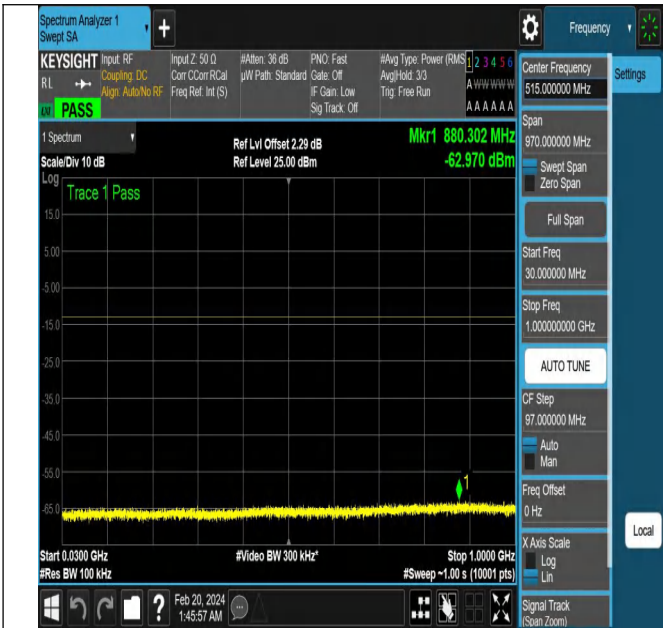 Spectrum Analyzer 1
Swept SA
+
Frequency
KEYSIGHT
RL
LXI
PASS
Input: RF
Coupling: DC
Align: Auto/No RF
Input Z: 50 Ω
Corr CCorr RCal
Freq Ref: Int (S)
#Atten: 36 dB
µW Path: Standard
PNO: Fast
Gate: Off
IF Gain: Low
Sig Track: Off
#Avg Type: Power (RMS
Avg|Hold: 3/3
Trig: Free Run
1 2 3 4 5 6
A W W W W W
A A A A A A
1 Spectrum
Scale/Div 10 dB
Log
Ref Lvl Offset 2.29 dB
Ref Level 25.00 dBm
Mkr1 880.302 MHz
-62.970 dBm
Trace 1 Pass
15.0
5.00
-5.00
-15.0
-25.0
-35.0
-45.0
-55.0
-65.0
1
Start 0.0300 GHz
#Res BW 100 kHz
#Video BW 300 kHz*
Stop 1.0000 GHz
#Sweep ~1.00 s (10001 pts)
?
Feb 20, 2024
1:45:57 AM
Center Frequency
515.000000 MHz
Settings
Span
970.000000 MHz
Swept Span
Zero Span
Full Span
Start Freq
30.000000 MHz
Stop Freq
1.000000000 GHz
AUTO TUNE
CF Step
97.000000 MHz
Auto
Man
Freq Offset
0 Hz
X Axis Scale
Log
Lin
Local
Signal Track
(Span Zoom)